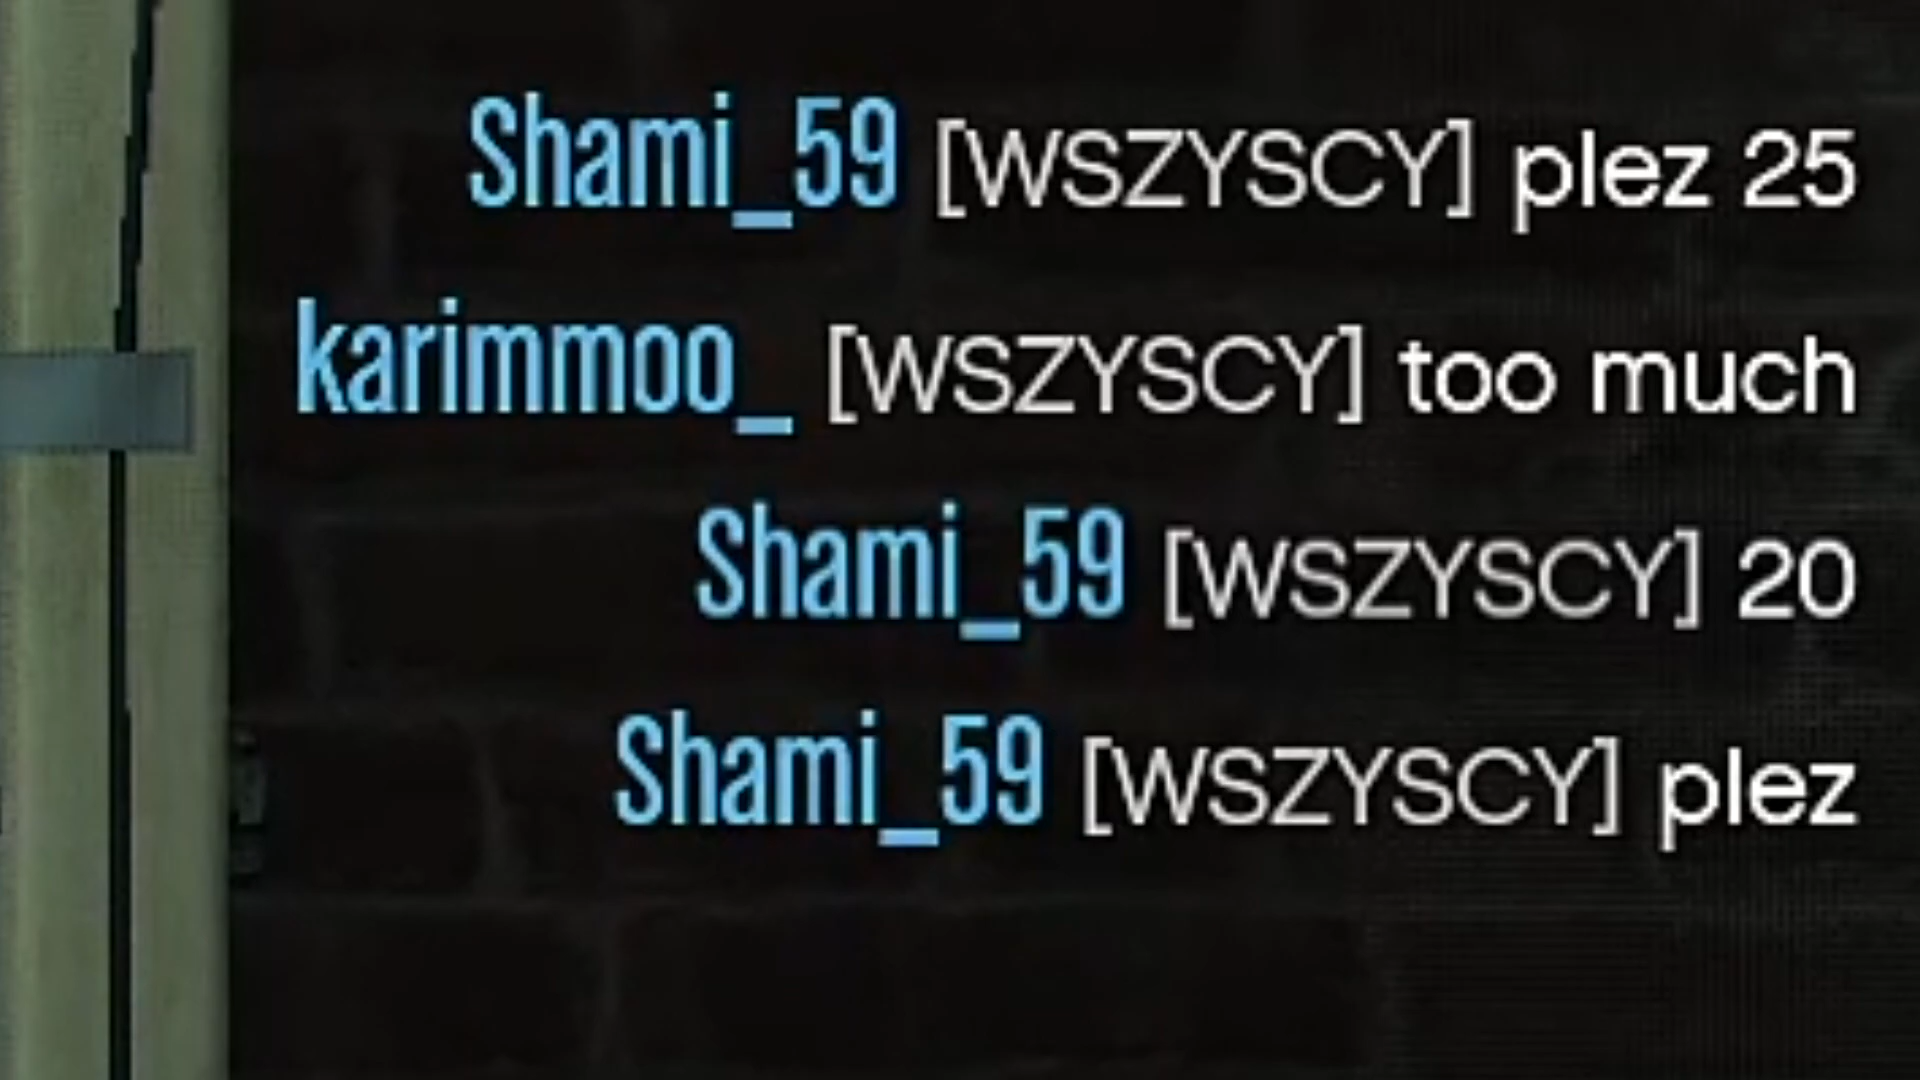 Shami_59 [WSZYSCY] plez 25
karimmoo_ [WSZYSCY] too much
Shami_59 [WSZYSCY] 20
Shami_59 [WSZYSCY] plez